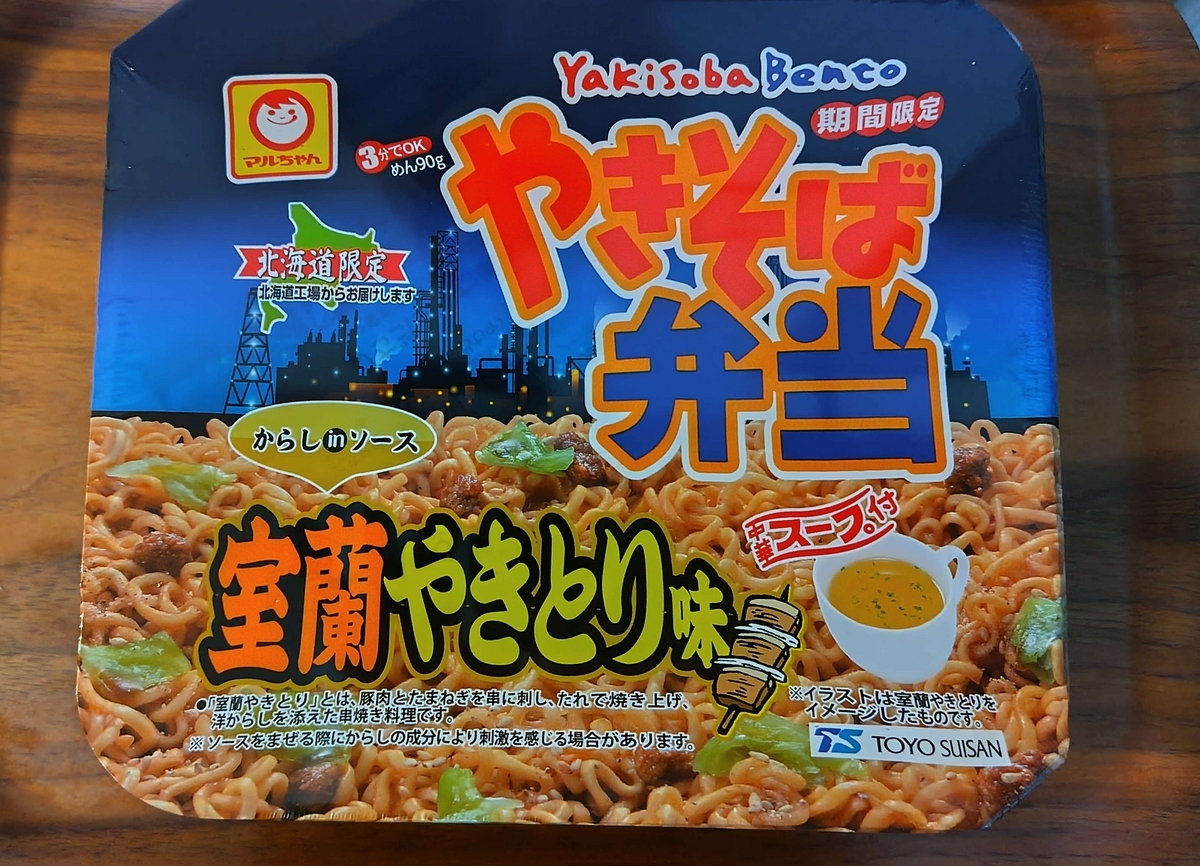 Yakisoba Bento
期間限定
マルちゃん
3分でOK
めん90g
やきそば
弁当
北海道限定
北海道工場からお届けします
からしinソース
中華スープ付
室蘭やきとり味
●「室蘭やきとり」とは、豚肉とたまねぎを串に刺し、たれで焼き上げ、
洋からしを添えた串焼き料理です。
※ソースをまぜる際にからしの成分により刺激を感じる場合があります。
※イラストは室蘭やきとりを
イメージしたものです。
TS TOYO SUISAN